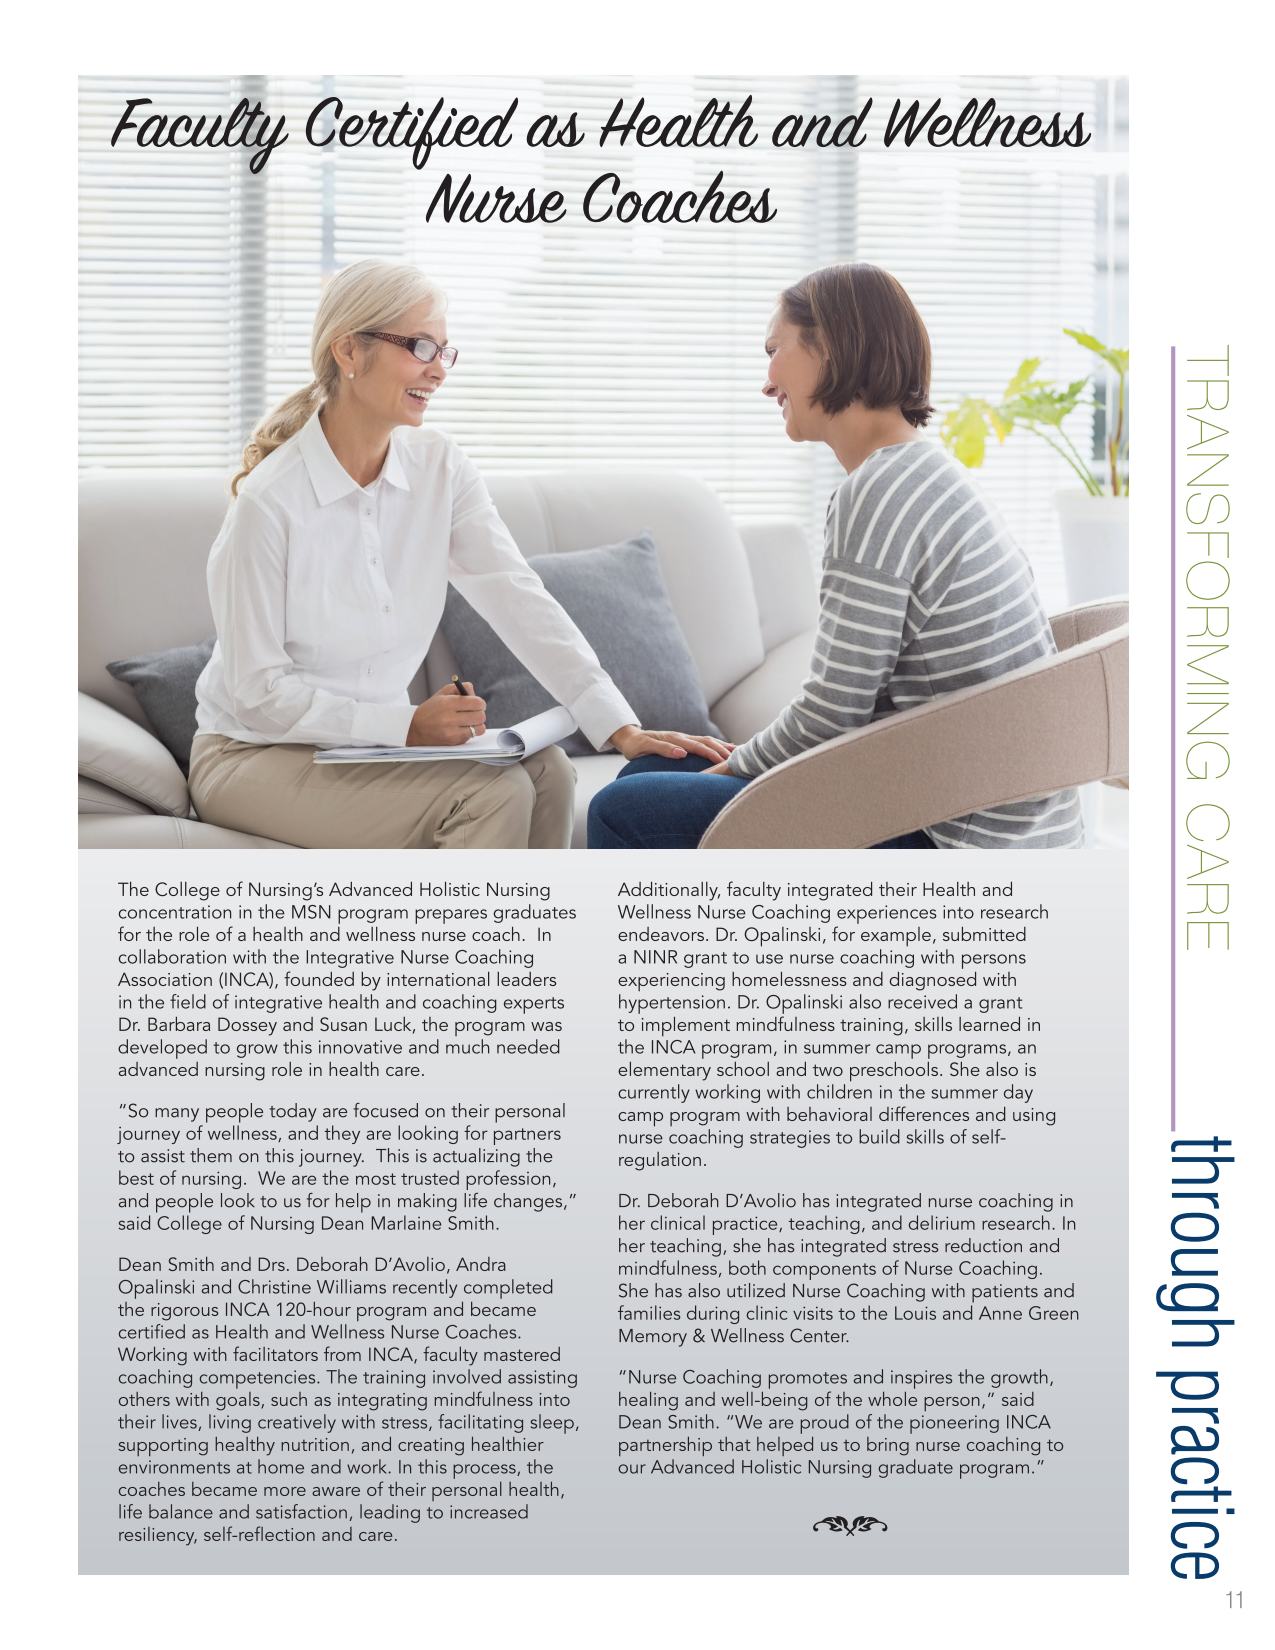 Faculty Certified as Health and Wellness
Nurse Coaches
The College of Nursing’s Advanced Holistic Nursing
concentration in the MSN program prepares graduates
for the role of a health and wellness nurse coach.  In
collaboration with the Integrative Nurse Coaching
Association (INCA), founded by international leaders
in the field of integrative health and coaching experts
Dr. Barbara Dossey and Susan Luck, the program was
developed to grow this innovative and much needed
advanced nursing role in health care.
“So many people today are focused on their personal
journey of wellness, and they are looking for partners
to assist them on this journey.  This is actualizing the
best of nursing.  We are the most trusted profession,
and people look to us for help in making life changes,”
said College of Nursing Dean Marlaine Smith.
Dean Smith and Drs. Deborah D’Avolio, Andra
Opalinski and Christine Williams recently completed
the rigorous INCA 120-hour program and became
certified as Health and Wellness Nurse Coaches.
Working with facilitators from INCA, faculty mastered
coaching competencies. The training involved assisting
others with goals, such as integrating mindfulness into
their lives, living creatively with stress, facilitating sleep,
supporting healthy nutrition, and creating healthier
environments at home and work. In this process, the
coaches became more aware of their personal health,
life balance and satisfaction, leading to increased
resiliency, self-reflection and care.
Additionally, faculty integrated their Health and
Wellness Nurse Coaching experiences into research
endeavors. Dr. Opalinski, for example, submitted
a NINR grant to use nurse coaching with persons
experiencing homelessness and diagnosed with
hypertension. Dr. Opalinski also received a grant
to implement mindfulness training, skills learned in
the INCA program, in summer camp programs, an
elementary school and two preschools. She also is
currently working with children in the summer day
camp program with behavioral differences and using
nurse coaching strategies to build skills of self-
regulation.
Dr. Deborah D’Avolio has integrated nurse coaching in
her clinical practice, teaching, and delirium research. In
her teaching, she has integrated stress reduction and
mindfulness, both components of Nurse Coaching.
She has also utilized Nurse Coaching with patients and
families during clinic visits to the Louis and Anne Green
Memory & Wellness Center.
“Nurse Coaching promotes and inspires the growth,
healing and well-being of the whole person,” said
Dean Smith. “We are proud of the pioneering INCA
partnership that helped us to bring nurse coaching to
our Advanced Holistic Nursing graduate program.”
TRANSFORMING CARE
through practice
11